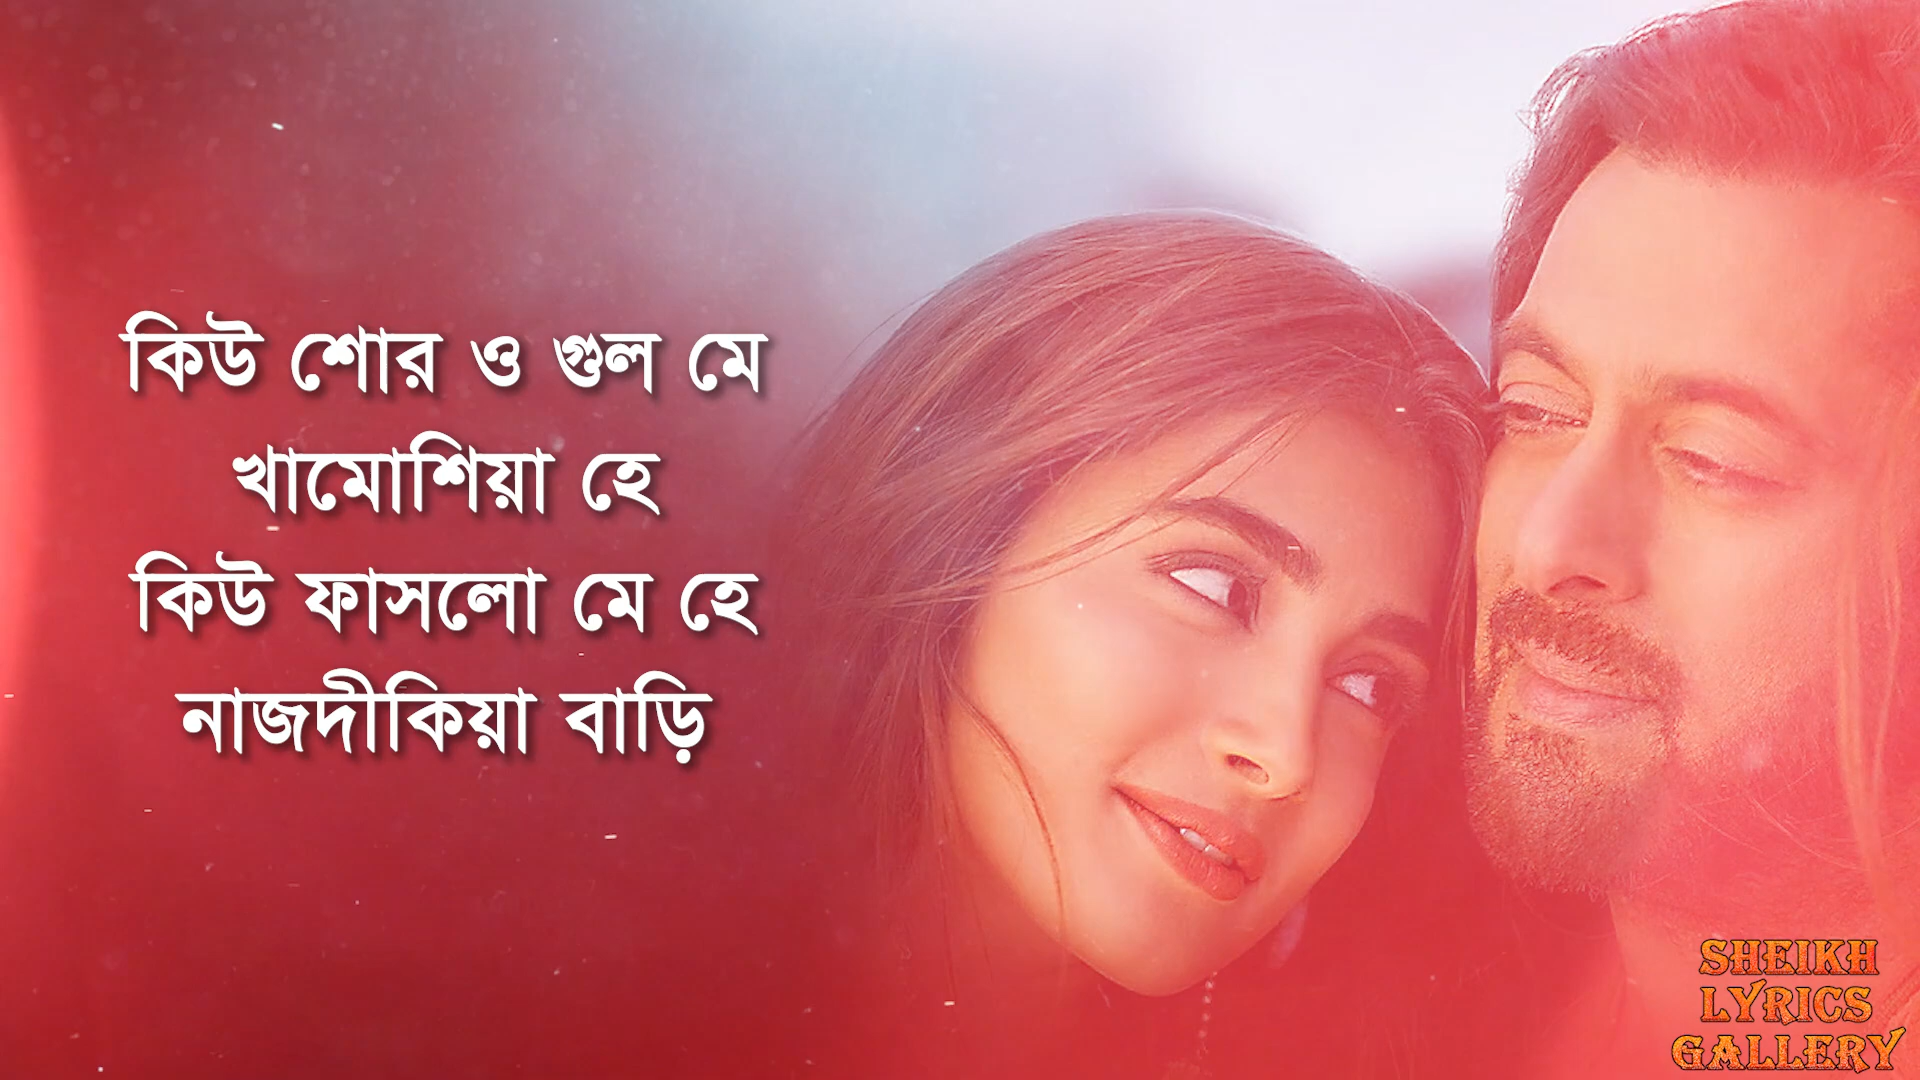 কিউ শোর ও গুল মে
খামোশিয়া হে
কিউ ফাসলো মে হে
নাজদীকিয়া বাড়ি
SHEIKH
LYRICS
GALLERY